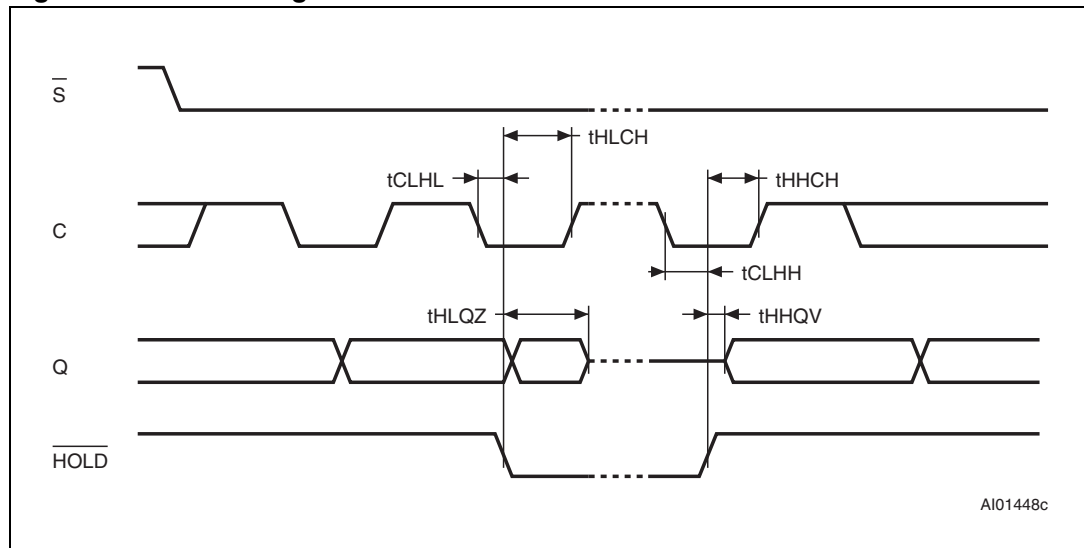 S
tHLCH
tCLHL
tHHCH
C
tCLHH
tHLQZ
tHHQV
Q
HOLD
AI01448c